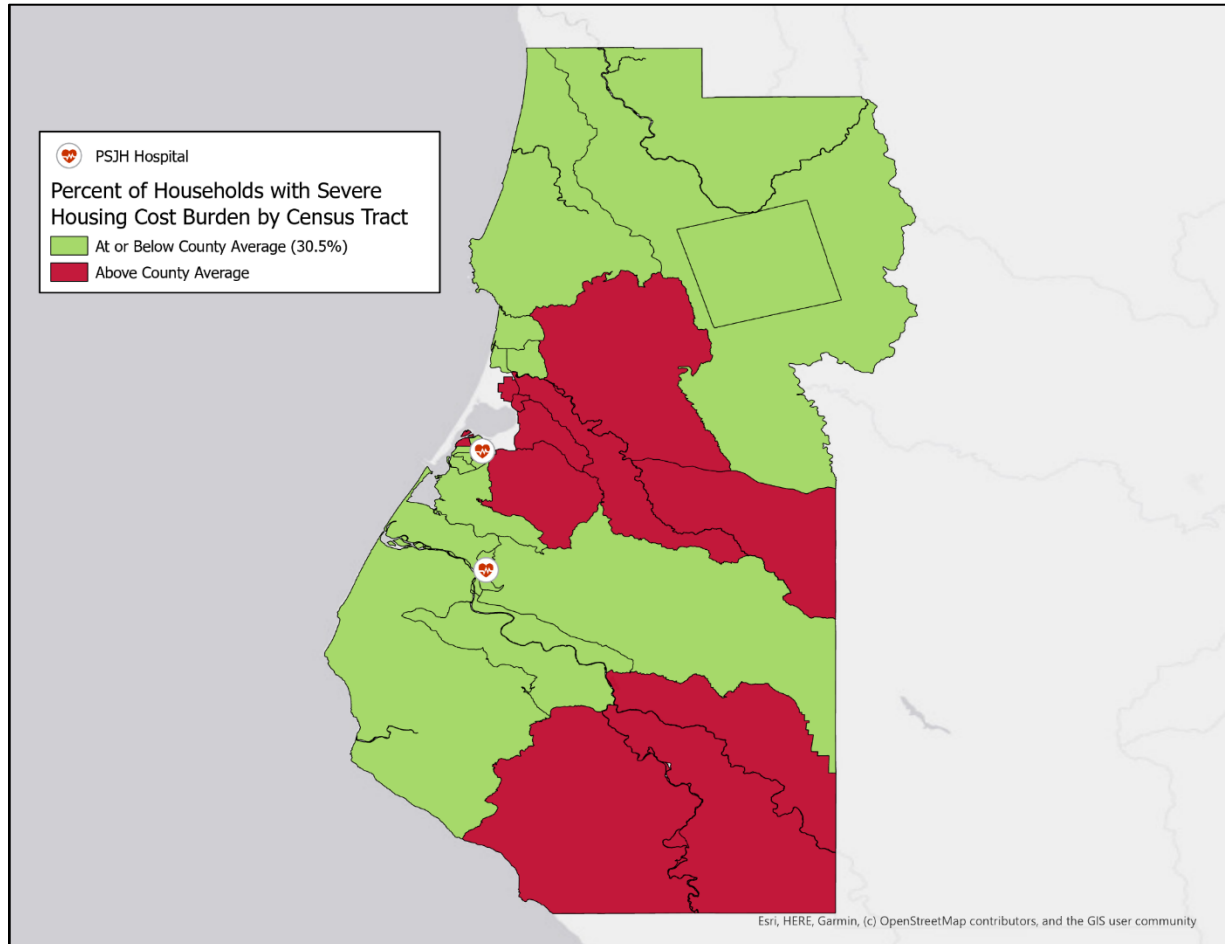 PSJH Hospital
Percent of Households with Severe
Housing Cost Burden by Census Tract
At or Below County Average (30.5%)
Above County Average
Esri, HERE, Garmin, (c) OpenStreetMap contributors, and the GIS user community